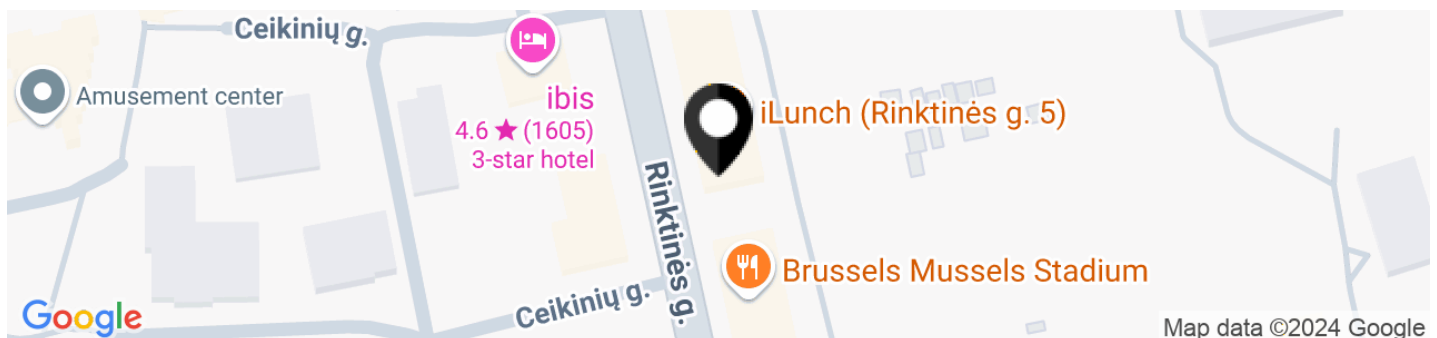 Ceikinių g.
Amusement center
ibis
4.6 ★ (1605)
3-star hotel
iLunch (Rinktinės g. 5)
Rinktinės g.
Brussels Mussels Stadium
Ceikinių g.
Google
Map data ©2024 Google